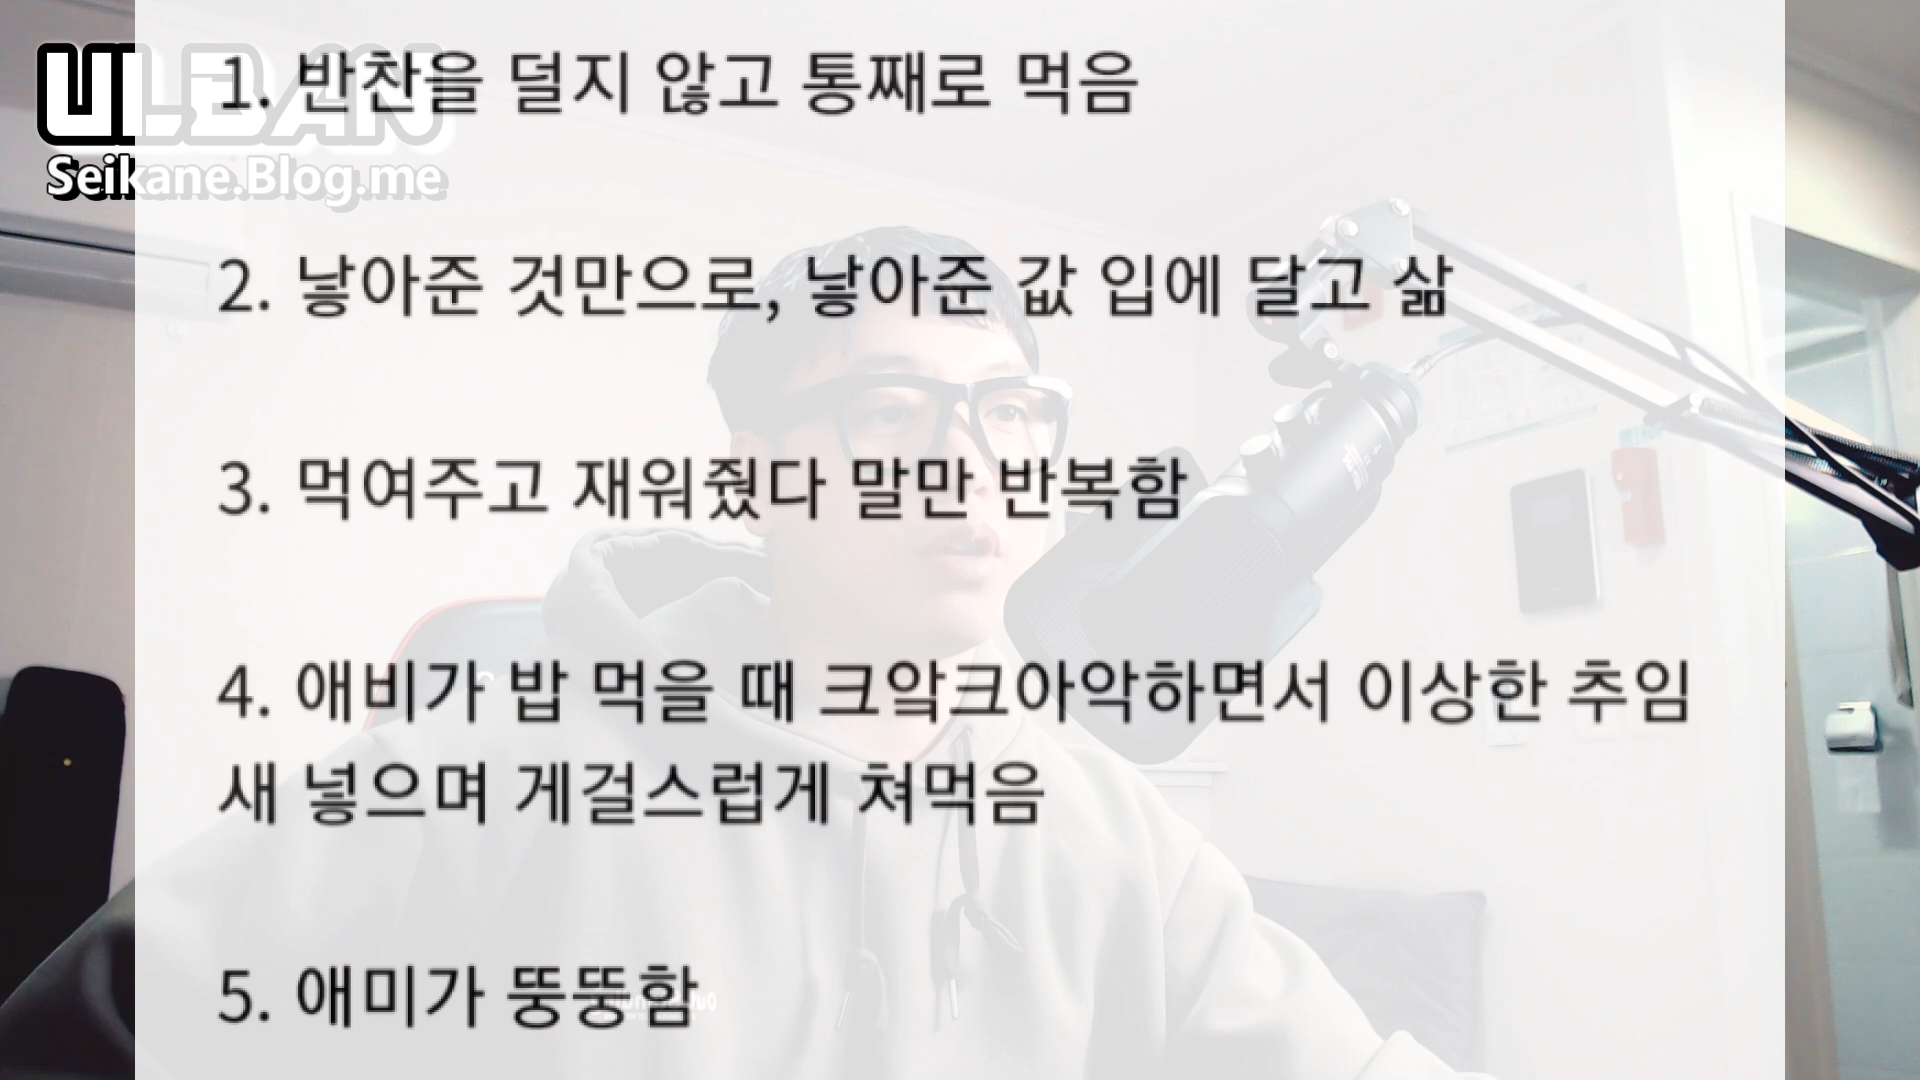 ULBAN
Seikane.Blog.me
1. 반찬을 덜지 않고 통째로 먹음
2. 낳아준 것만으로, 낳아준 값 입에 달고 삶
3. 먹여주고 재워줬다 말만 반복함
4. 애비가 밥 먹을 때 크앜크아악하면서 이상한 추임
새 넣으며 게걸스럽게 쳐먹음
5. 애미가 뚱뚱함